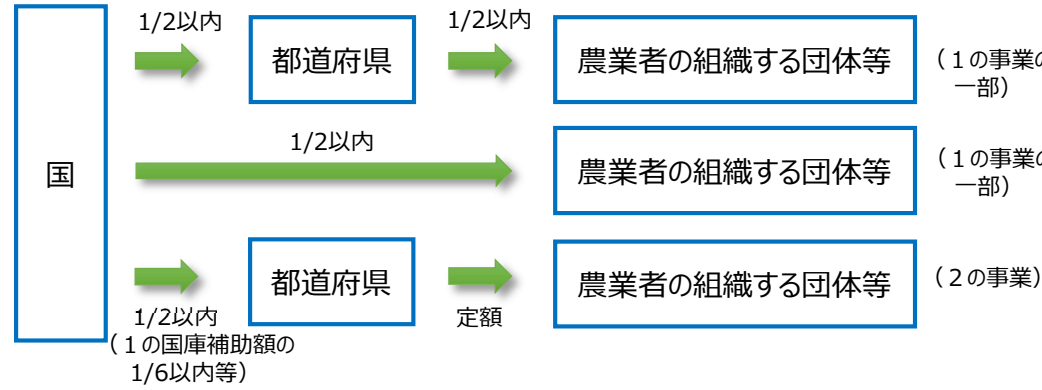 国
1/2以内
都道府県
1/2以内
農業者の組織する団体等
（１の事業の
一部）
1/2以内
農業者の組織する団体等
（１の事業の
一部）
1/2以内
（１の国庫補助額の
1/6以内等）
都道府県
定額
農業者の組織する団体等
（２の事業）